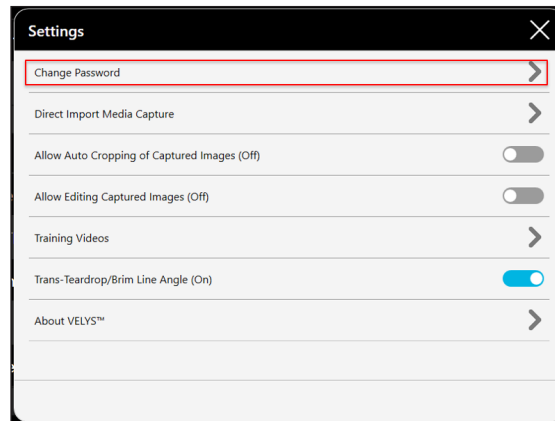 Settings
Change Password
Direct Import Media Capture
Allow Auto Cropping of Captured Images (Off)
Allow Editing Captured Images (Off)
Training Videos
Trans-Teardrop/Brim Line Angle (On)
About VELYS™